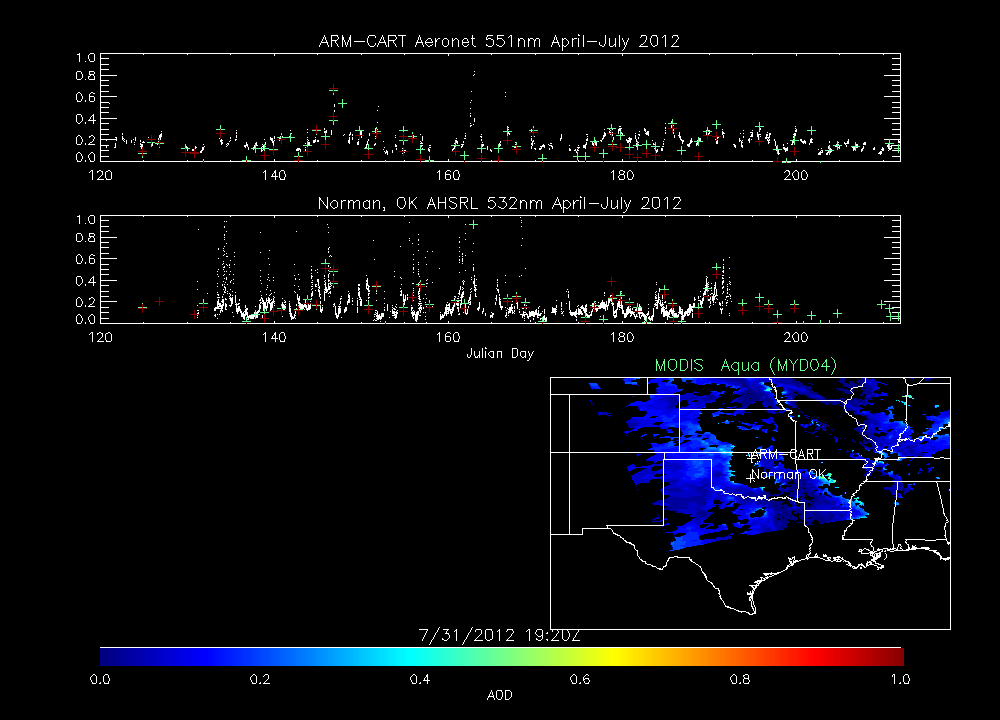 ARM-CART Aeronet 551nm April-July 2012
1.0
0.8
0.6
0.4
0.2
0.0
120 140 160 180 200
Norman, OK AHSRL 532nm April-July 2012
1.0
0.8
0.6
0.4
0.2
0.0
120 140 160 180 200
Julian Day
MODIS Aqua (MYD04)
ARM-CART
Norman OK
7/31/2012 19:20Z
0.0 0.2 0.4 0.6 0.8 1.0
AOD